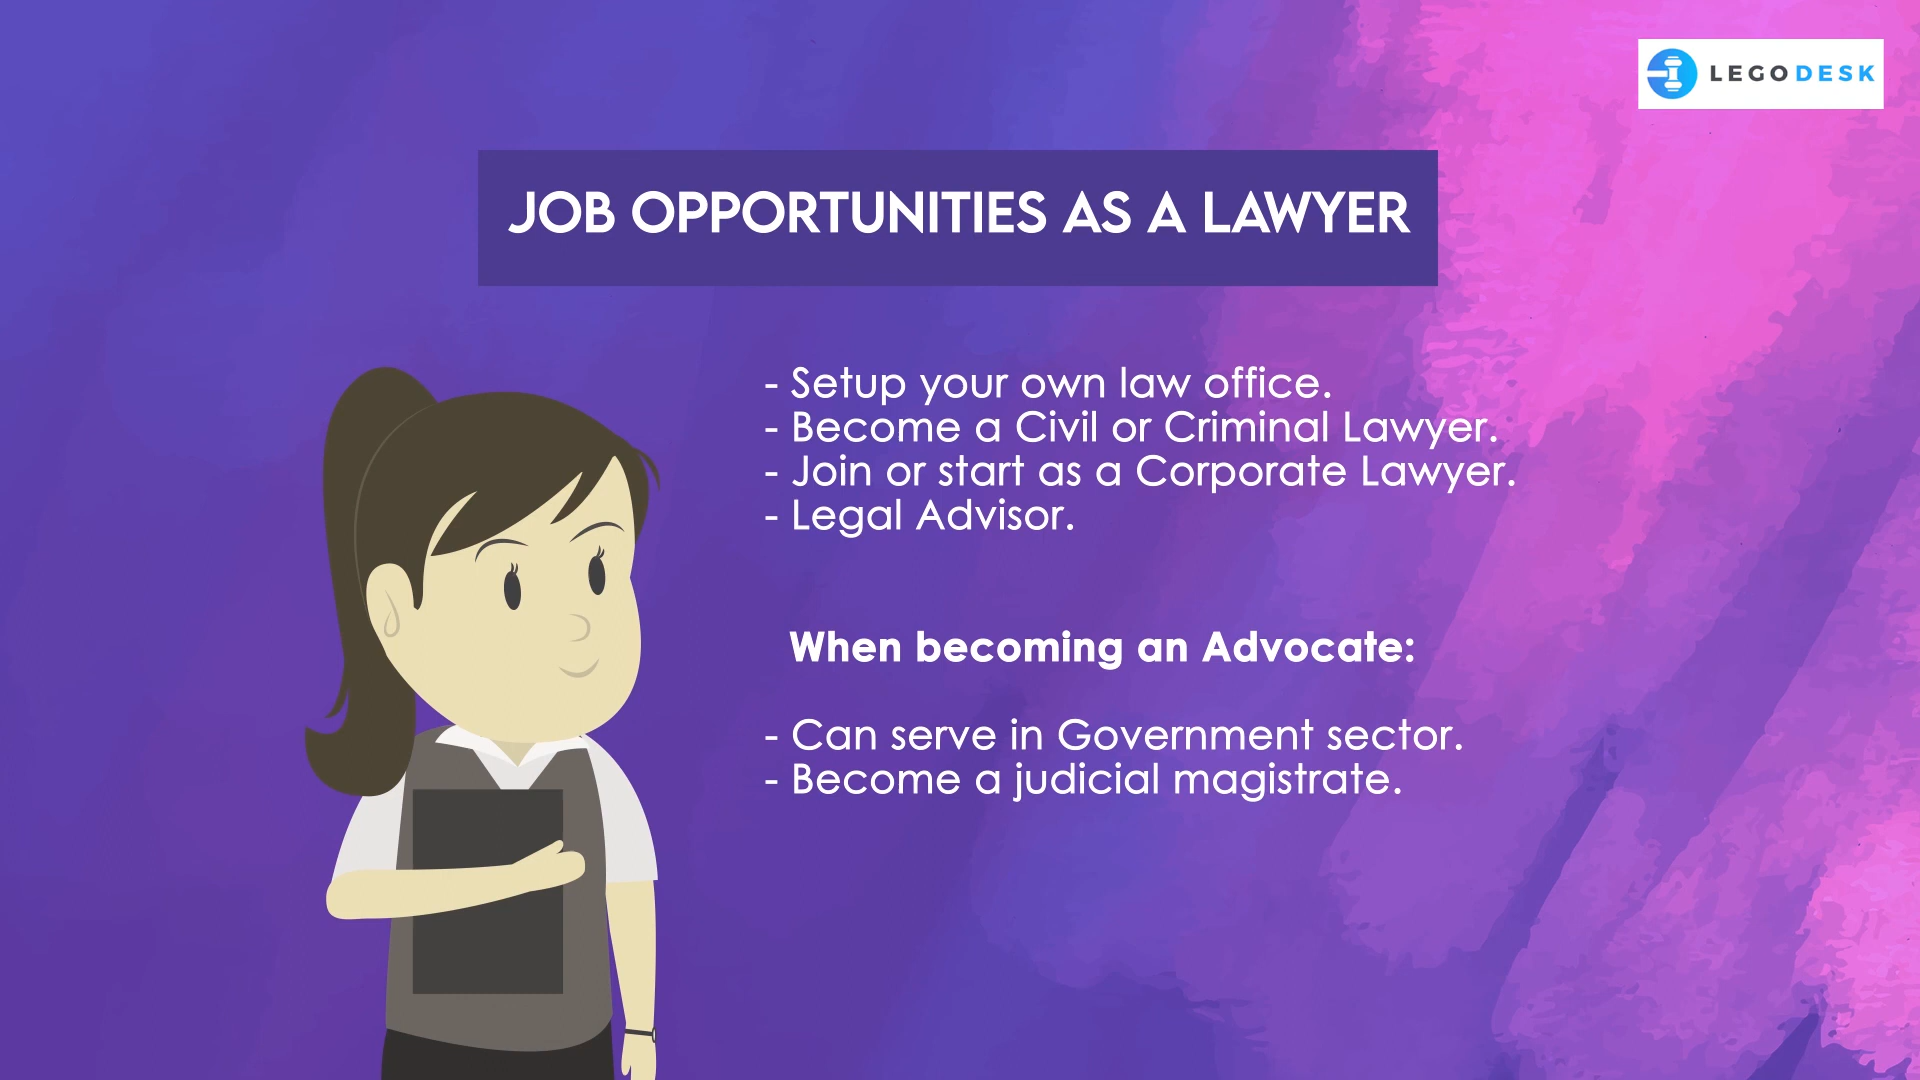 LEGODESK
JOB OPPORTUNITIES AS A LAWYER
- Setup your own law office.
- Become a Civil or Criminal Lawyer.
- Join or start as a Corporate Lawyer.
- Legal Advisor.
When becoming an Advocate:
- Can serve in Government sector.
- Become a judicial magistrate.